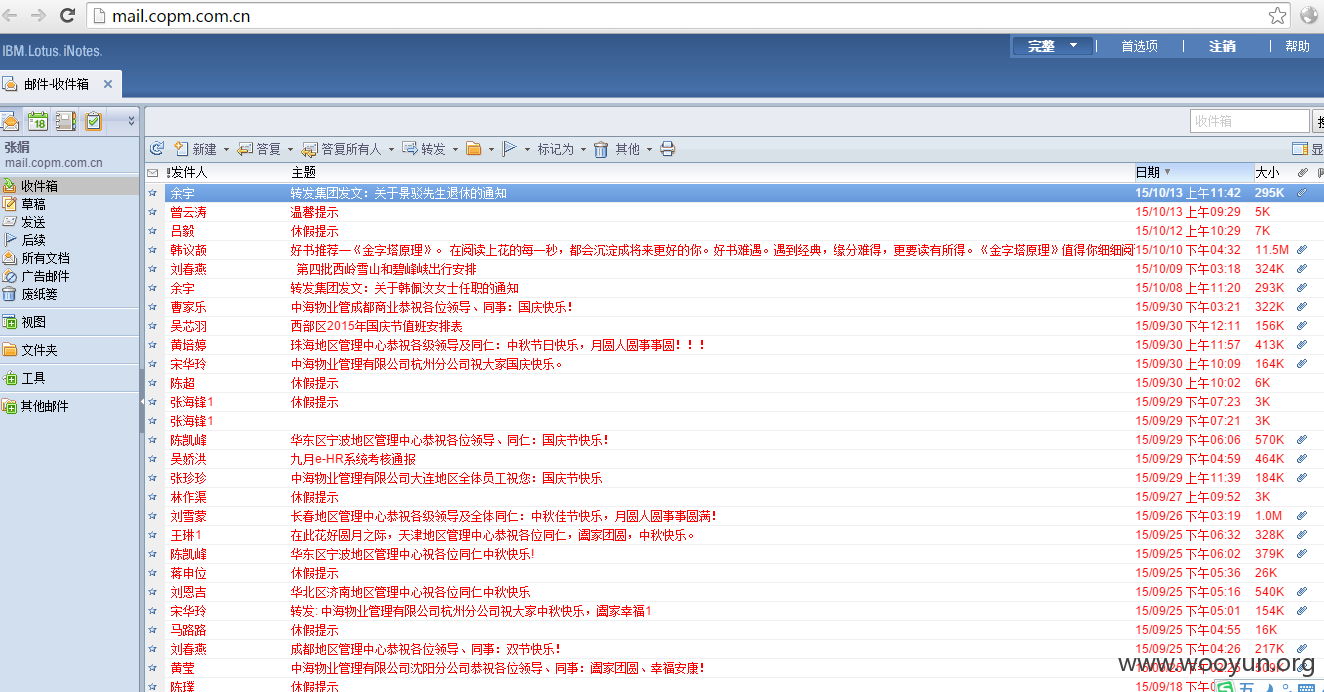 mail.copm.com.cn
IBM.Lotus.iNotes.
完整 | 首选项 | 注销 | 帮助
邮件-收件箱
收件箱
18
张娟
mail.copm.com.cn
新建 答复 答复所有人 转发 标记为 其他
收件箱
草稿
发送
后续
所有文档
广告邮件
废纸篓
视图
文件夹
工具
其他邮件
! 发件人 主题 日期 大小
余宇 转发集团发文：关于景驳先生退休的通知 15/10/13 上午11:42 295K
曾云涛 温馨提示 15/10/13 上午09:29 5K
吕毅 休假提示 15/10/12 上午10:29 7K
韩议颉 好书推荐—《金字塔原理》。在阅读上花的每一秒，都会沉淀成将来更好的你。好书难遇。遇到经典，缘分难得，更要读有所得。《金字塔原理》值得你细细阅 15/10/10 下午04:32 11.5M
刘春燕 第四批西岭雪山和碧峰峡出行安排 15/10/09 下午03:18 324K
余宇 转发集团发文：关于韩佩汝女士任职的通知 15/10/08 上午11:20 293K
曹家乐 中海物业管成都商业恭祝各位领导、同事：国庆快乐！ 15/09/30 下午03:21 322K
吴芯羽 西部区2015年国庆节值班安排表 15/09/30 下午12:11 156K
黄培婷 珠海地区管理中心恭祝各级领导及同仁：中秋节日快乐，月圆人圆事事圆！！！ 15/09/30 上午11:57 413K
宋华玲 中海物业管理有限公司杭州分公司祝大家国庆快乐。 15/09/30 上午10:09 164K
陈超 休假提示 15/09/30 上午10:02 6K
张海锋1 休假提示 15/09/29 下午07:23 3K
张海锋1 15/09/29 下午07:21 3K
陈凯峰 华东区宁波地区管理中心恭祝各位领导、同仁：国庆节快乐！ 15/09/29 下午06:06 570K
吴娇洪 九月e-HR系统考核通报 15/09/29 下午04:59 464K
张珍珍 中海物业管理有限公司大连地区全体员工祝您：国庆节快乐 15/09/29 上午11:39 184K
林作渠 休假提示 15/09/27 上午09:52 3K
刘雪蒙 长春地区管理中心恭祝各级领导及全体同仁：中秋佳节快乐，月圆人圆事事圆满！ 15/09/26 下午03:19 1.0M
王琳1 在此花好圆月之际，天津地区管理中心恭祝各位同仁，阖家团圆，中秋快乐。 15/09/25 下午06:32 328K
陈凯峰 华东区宁波地区管理中心祝各位同仁中秋快乐! 15/09/25 下午06:02 379K
蒋申位 休假提示 15/09/25 下午05:36 26K
刘恩吉 华北区济南地区管理中心祝各位同仁中秋快乐 15/09/25 下午05:16 540K
宋华玲 转发: 中海物业管理有限公司杭州分公司祝大家中秋快乐，阖家幸福1 15/09/25 下午05:01 154K
马路路 休假提示 15/09/25 下午04:55 16K
刘春燕 成都地区管理中心恭祝各位领导、同事：双节快乐！ 15/09/25 下午04:26 217K
黄莹 中海物业管理有限公司沈阳分公司恭祝各位领导、同事：阖家团圆、幸福安康！
陈璞 休假提示 15/09/18
www.wooyun.org
五